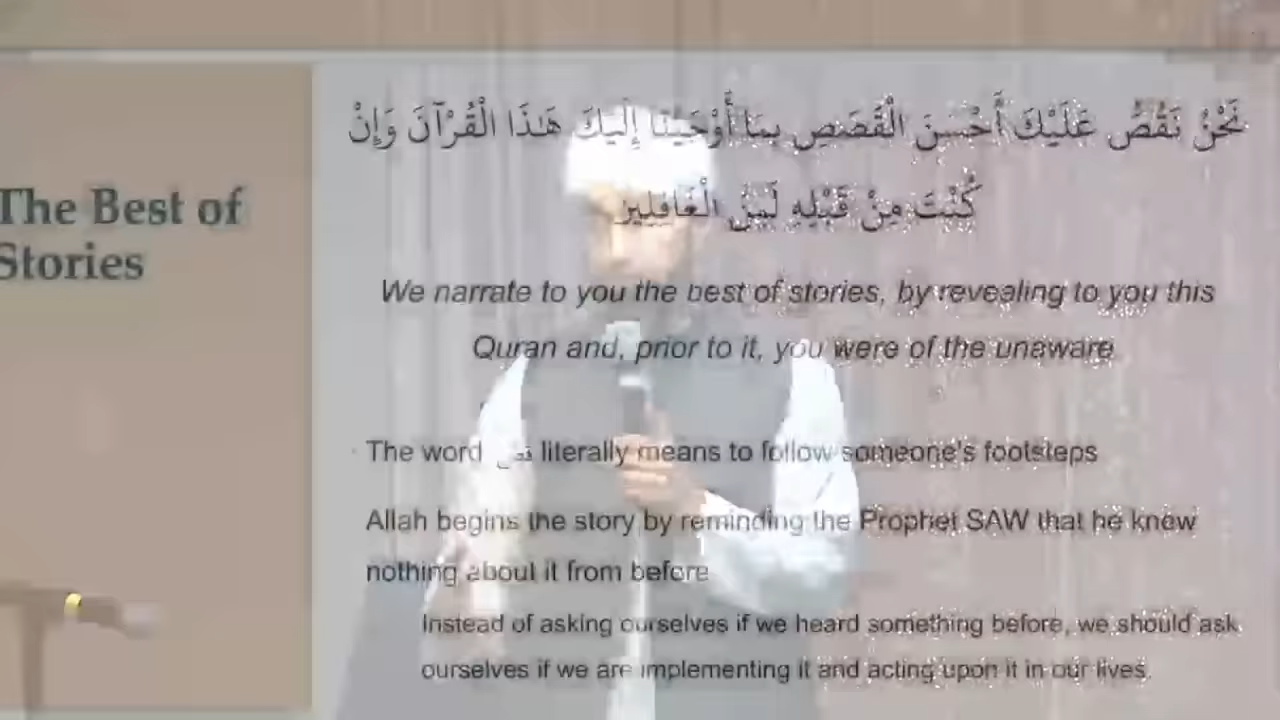 The Best of
Stories
نَحْنُ نَقُصُّ عَلَيْكَ أَحْسَنَ الْقَصَصِ بِمَا أَوْحَيْنَا إِلَيْكَ هَذَا الْقُرْآنَ وَإِنْ
كُنْتَ مِنْ قَبْلِهِ لَمِنَ الْغَافِلِينَ
We narrate to you the best of stories, by revealing to you this
Quran and, prior to it, you were of the unaware
The word literally means to follow someone's footsteps
Allah begins the story by reminding the Prophet SAW that he knew
nothing about it from before
Instead of asking ourselves if we heard something before, we should ask
ourselves if we are implementing it and acting upon it in our lives.